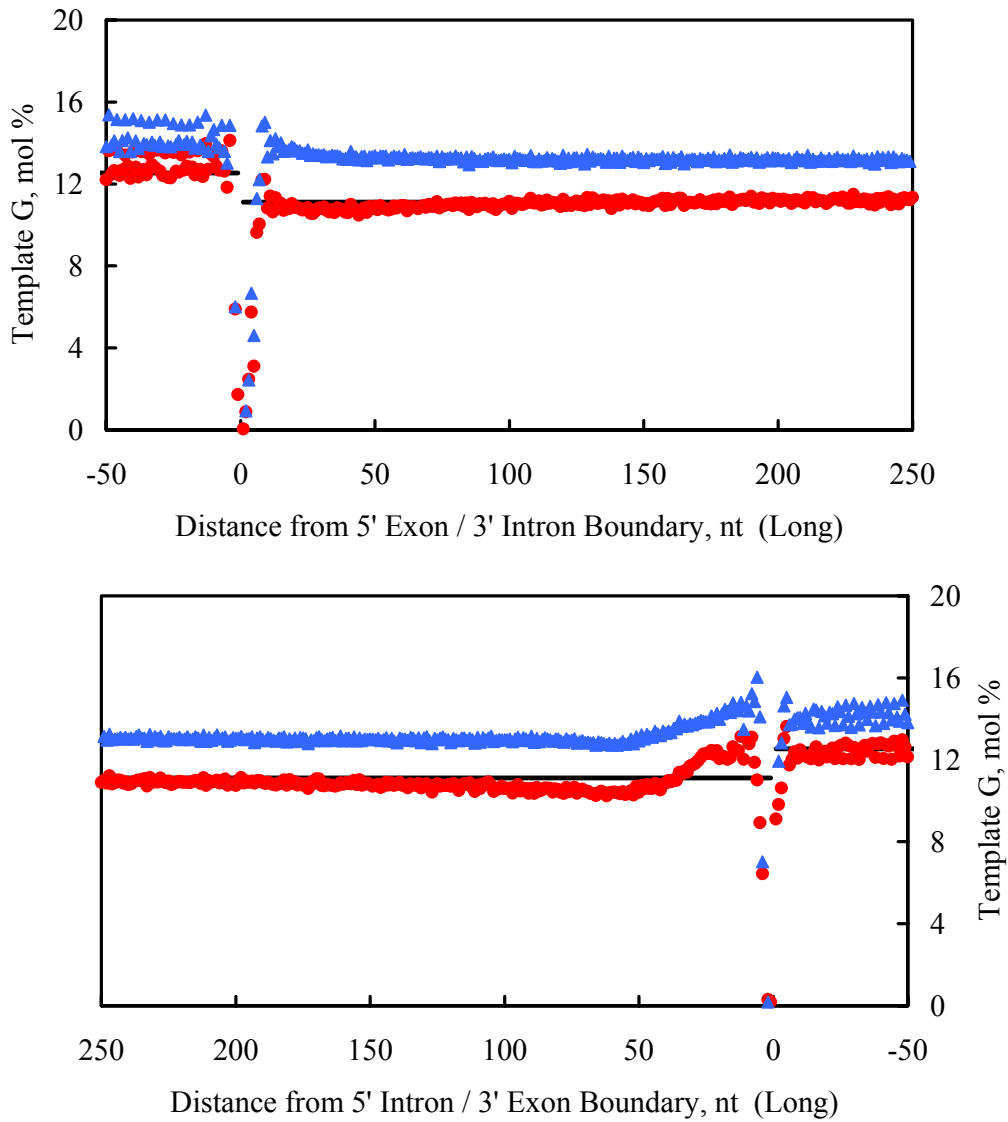 20
16
12
8
4
0
Template G, mol %
-50 0 50 100 150 200 250
Distance from 5' Exon / 3' Intron Boundary, nt (Long)
20
16
12
8
4
0
Template G, mol %
250 200 150 100 50 0 -50
Distance from 5' Intron / 3' Exon Boundary, nt (Long)